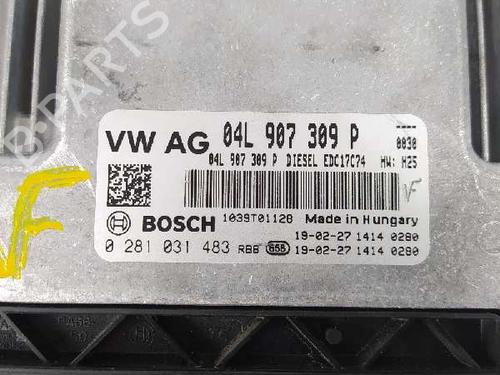 B-PARTS
VW AG 04L 907 309 P 0030
04L 907 309 P DIESEL EDC17C74 HW: H25
VF
BOSCH 1039T01128 Made in Hungary
0 281 031 483 RBB 655 19-02-27 1414 0280
19-02-27 1414 0280
VF